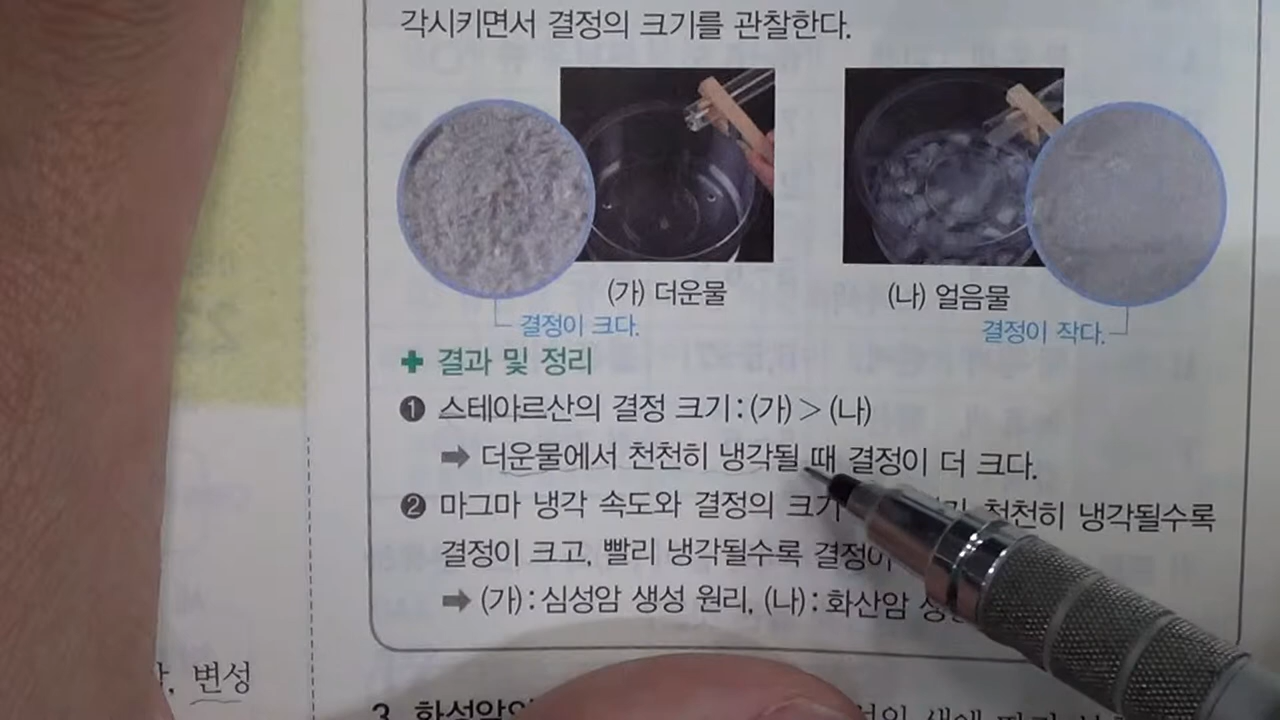 각시키면서 결정의 크기를 관찰한다.
(가) 더운물
(나) 얼음물
결정이 크다.
결정이 작다.
✚ 결과 및 정리
❶ 스테아르산의 결정 크기 : (가) > (나)
➡ 더운물에서 천천히 냉각될 때 결정이 더 크다.
❷ 마그마 냉각 속도와 결정의 크기 천천히 냉각될수록
결정이 크고, 빨리 냉각될수록 결정이
➡ (가) : 심성암 생성 원리, (나) : 화산암
변성
3 화성암의